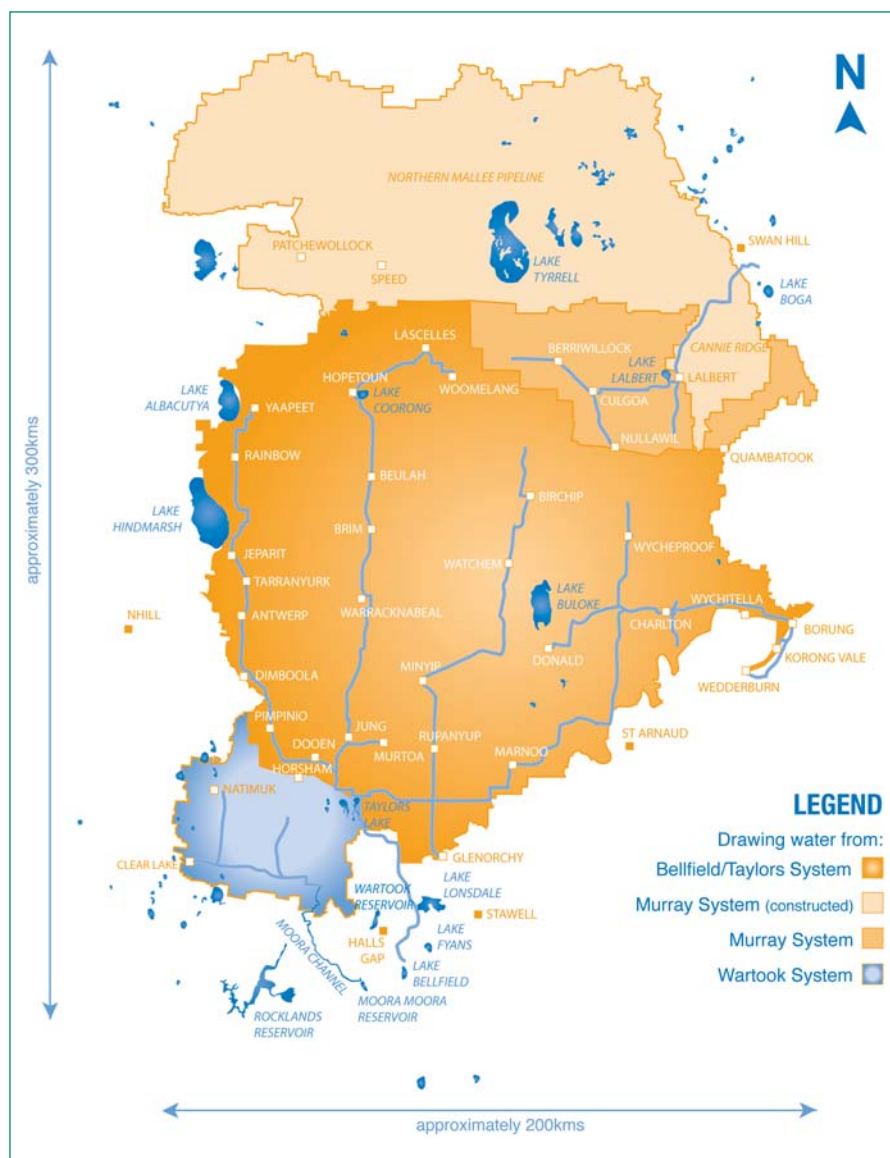 N
NORTHERN MALLEE PIPELINE
PATCHEWOLLOCK
SPEED
LAKE
TYRRELL
SWAN HILL
LAKE
BOGA
LASCELLES
BERRIWILLOCK
CANNIE RIDGE
LAKE
LALBERT
LALBERT
HOPETOUN
LAKE
COORONG
WOOMELANG
CULGOA
LAKE
ALBACUTYA
YAAPEET
NULLAWIL
RAINBOW
QUAMBATOOK
BEULAH
BIRCHIP
LAKE
HINDMARSH
BRIM
WYCHEPROOF
JEPARIT
WATCHEM
TARRANYURK
LAKE
BULOKE
WARRACKNABEAL
WYCHITELLA
NHILL
ANTWERP
CHARLTON
BORUNG
DONALD
KORONG VALE
DIMBOOLA
MINYIP
WEDDERBURN
PIMPINIO
JUNG
RUPANYUP
ST ARNAUD
DOOEN
MURTOA
MARNOO
HORSHAM
NATIMUK
TAYLORS
LAKE
CLEAR LAKE
GLENORCHY
LAKE
LONSDALE
WARTOOK
RESERVOIR
STAWELL
HALLS
GAP
LAKE
FYANS
MOORA CHANNEL
LAKE
BELLFIELD
MOORA MOORA
RESERVOIR
ROCKLANDS
RESERVOIR
LEGEND
Drawing water from:
Bellfield/Taylors System
Murray System (constructed)
Murray System
Wartook System
approximately 300kms
approximately 200kms